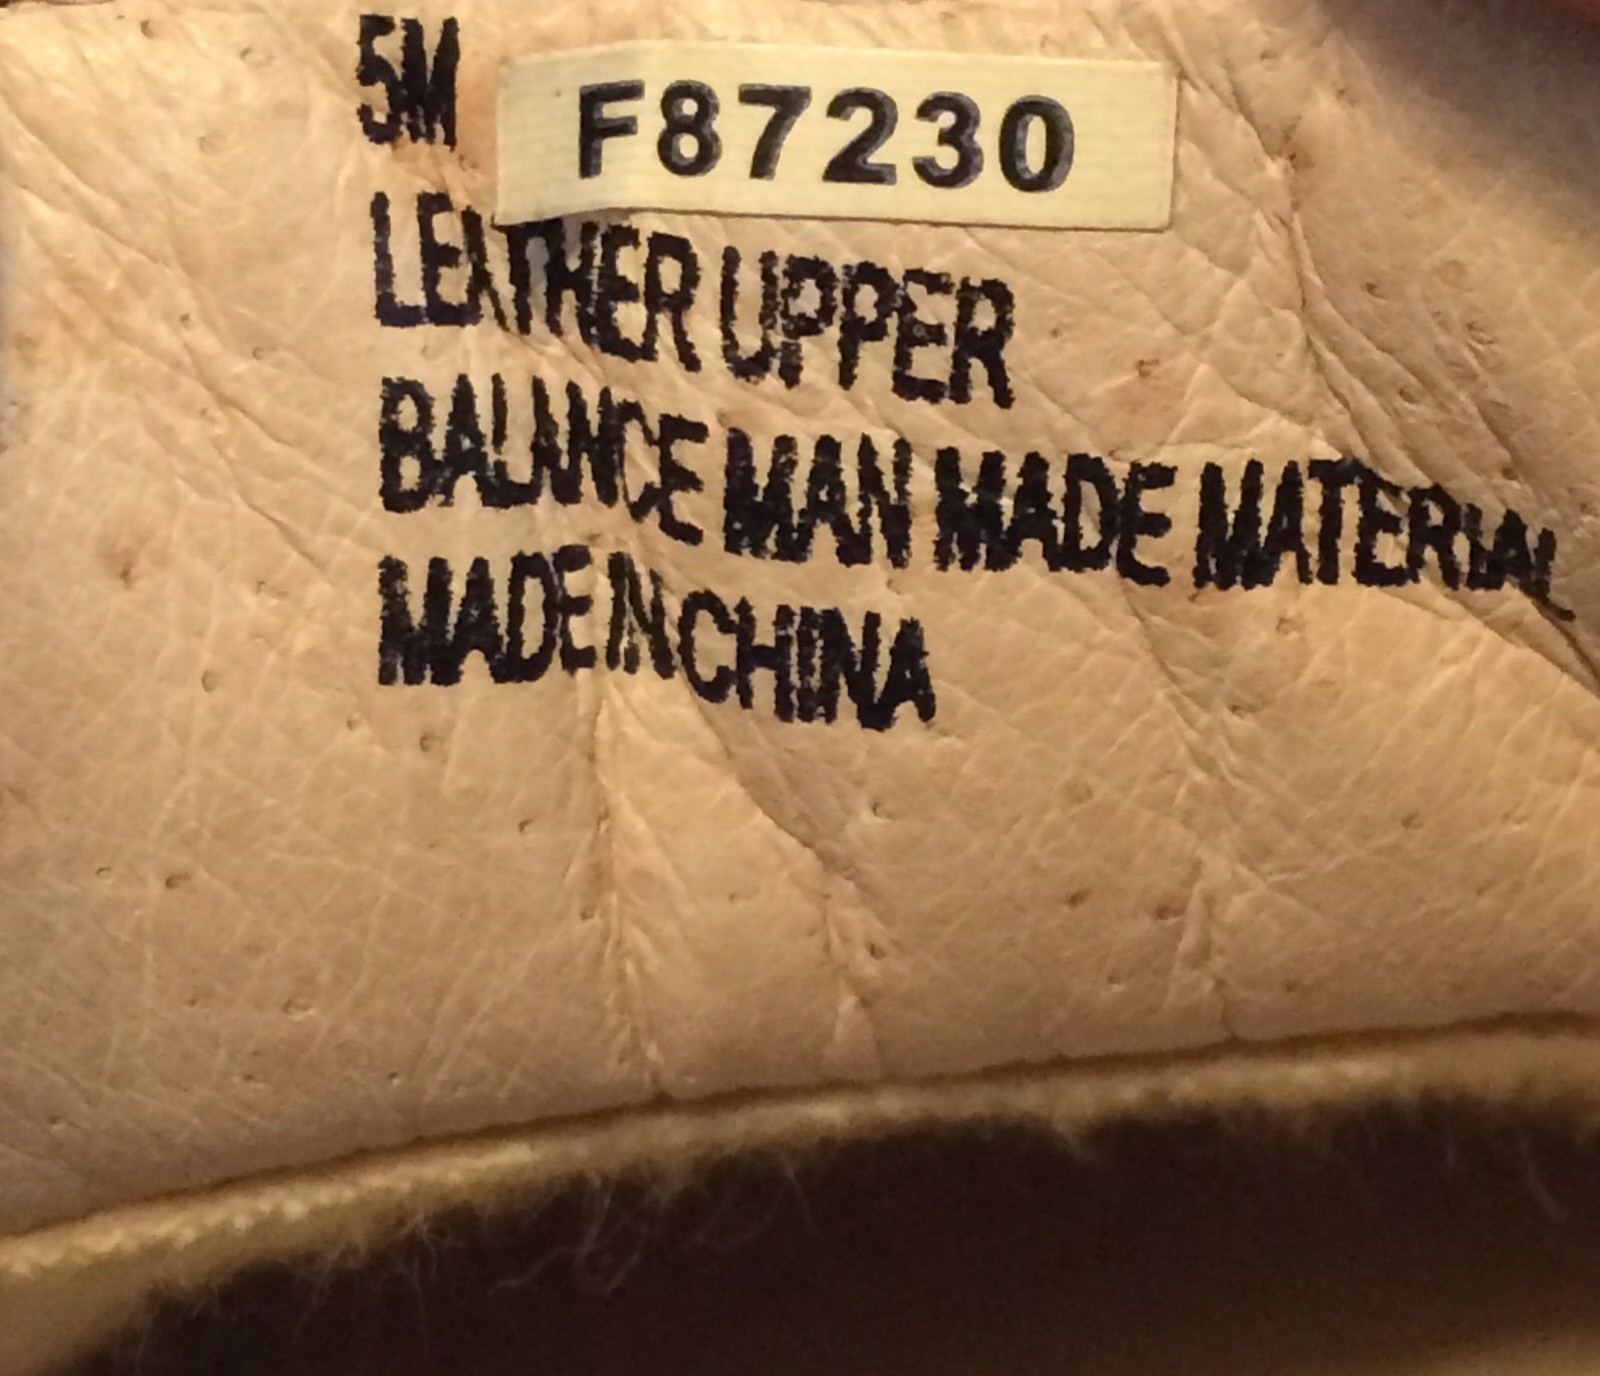 5M F87230
LEATHER UPPER
BALANCE MAN MADE MATERIAL
MADE IN CHINA